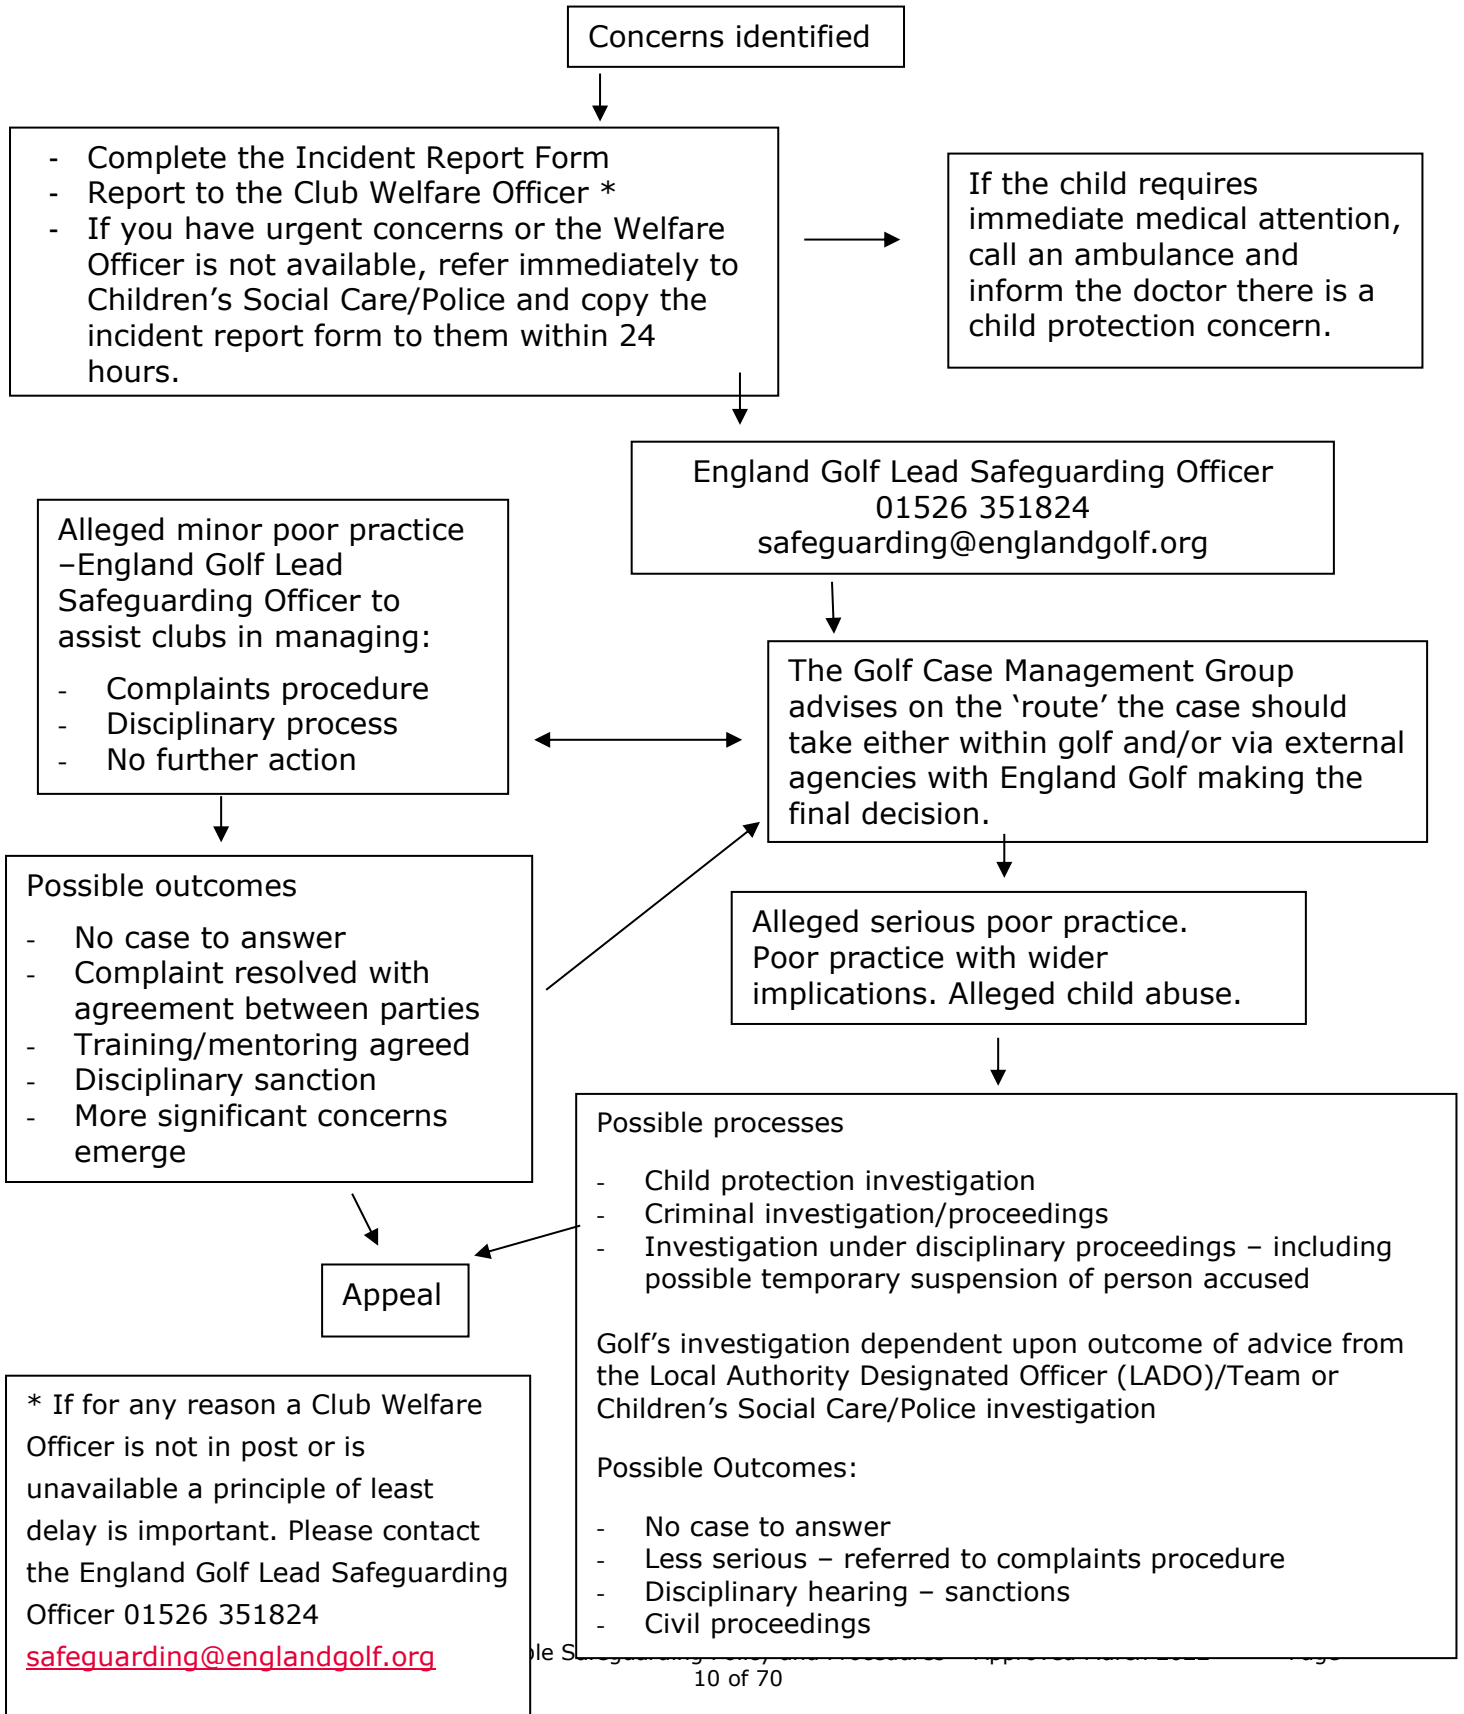 Concerns identified
- Complete the Incident Report Form
- Report to the Club Welfare Officer *
- If you have urgent concerns or the Welfare
Officer is not available, refer immediately to
Children’s Social Care/Police and copy the
incident report form to them within 24
hours.
If the child requires
immediate medical attention,
call an ambulance and
inform the doctor there is a
child protection concern.
England Golf Lead Safeguarding Officer
01526 351824
safeguarding@englandgolf.org
Alleged minor poor practice
–England Golf Lead
Safeguarding Officer to
assist clubs in managing:
- Complaints procedure
- Disciplinary process
- No further action
The Golf Case Management Group
advises on the ‘route’ the case should
take either within golf and/or via external
agencies with England Golf making the
final decision.
Possible outcomes
- No case to answer
- Complaint resolved with
agreement between parties
- Training/mentoring agreed
- Disciplinary sanction
- More significant concerns
emerge
Alleged serious poor practice.
Poor practice with wider
implications. Alleged child abuse.
Possible processes
- Child protection investigation
- Criminal investigation/proceedings
- Investigation under disciplinary proceedings – including
possible temporary suspension of person accused
Golf’s investigation dependent upon outcome of advice from
the Local Authority Designated Officer (LADO)/Team or
Children’s Social Care/Police investigation
Possible Outcomes:
- No case to answer
- Less serious – referred to complaints procedure
- Disciplinary hearing – sanctions
- Civil proceedings
Appeal
* If for any reason a Club Welfare
Officer is not in post or is
unavailable a principle of least
delay is important. Please contact
the England Golf Lead Safeguarding
Officer 01526 351824
safeguarding@englandgolf.org
10 of 70